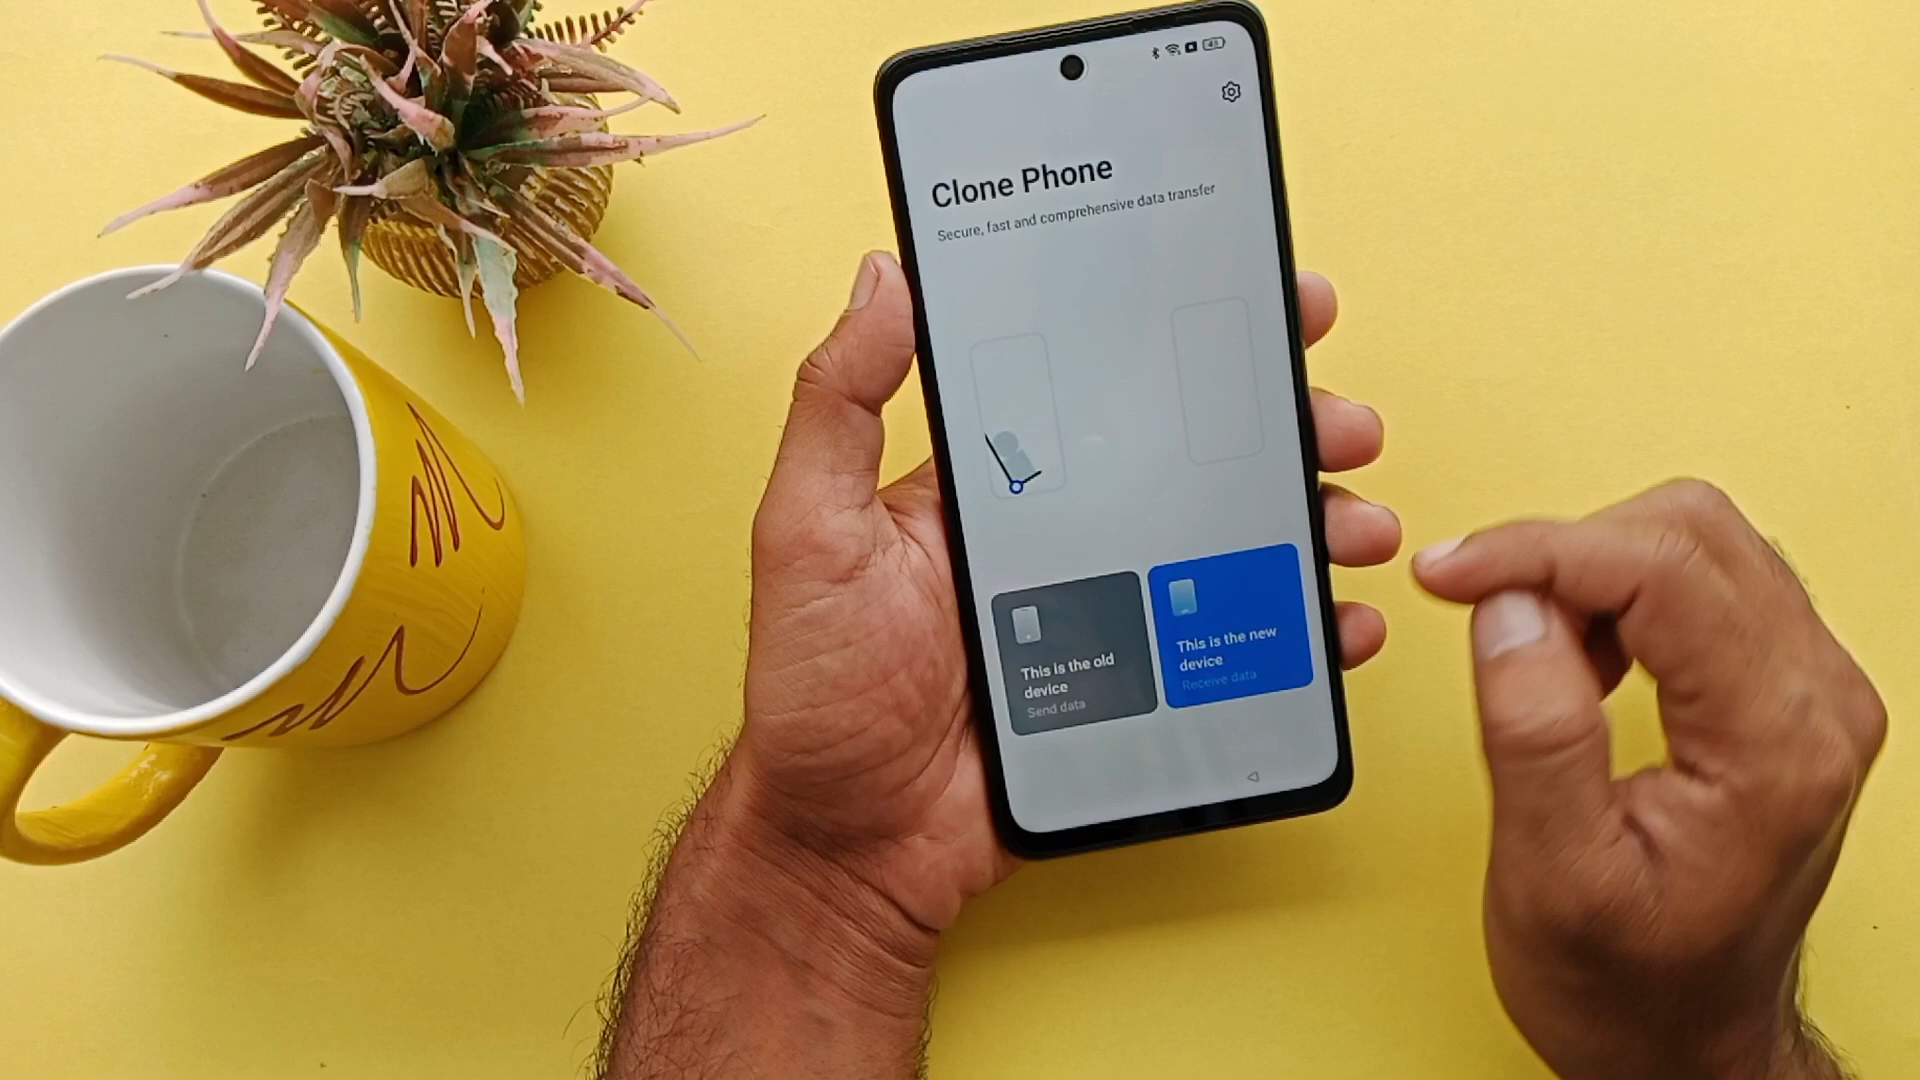 Clone Phone
Secure, fast and comprehensive data transfer
This is the old
device
Send data
This is the new
device
Receive data